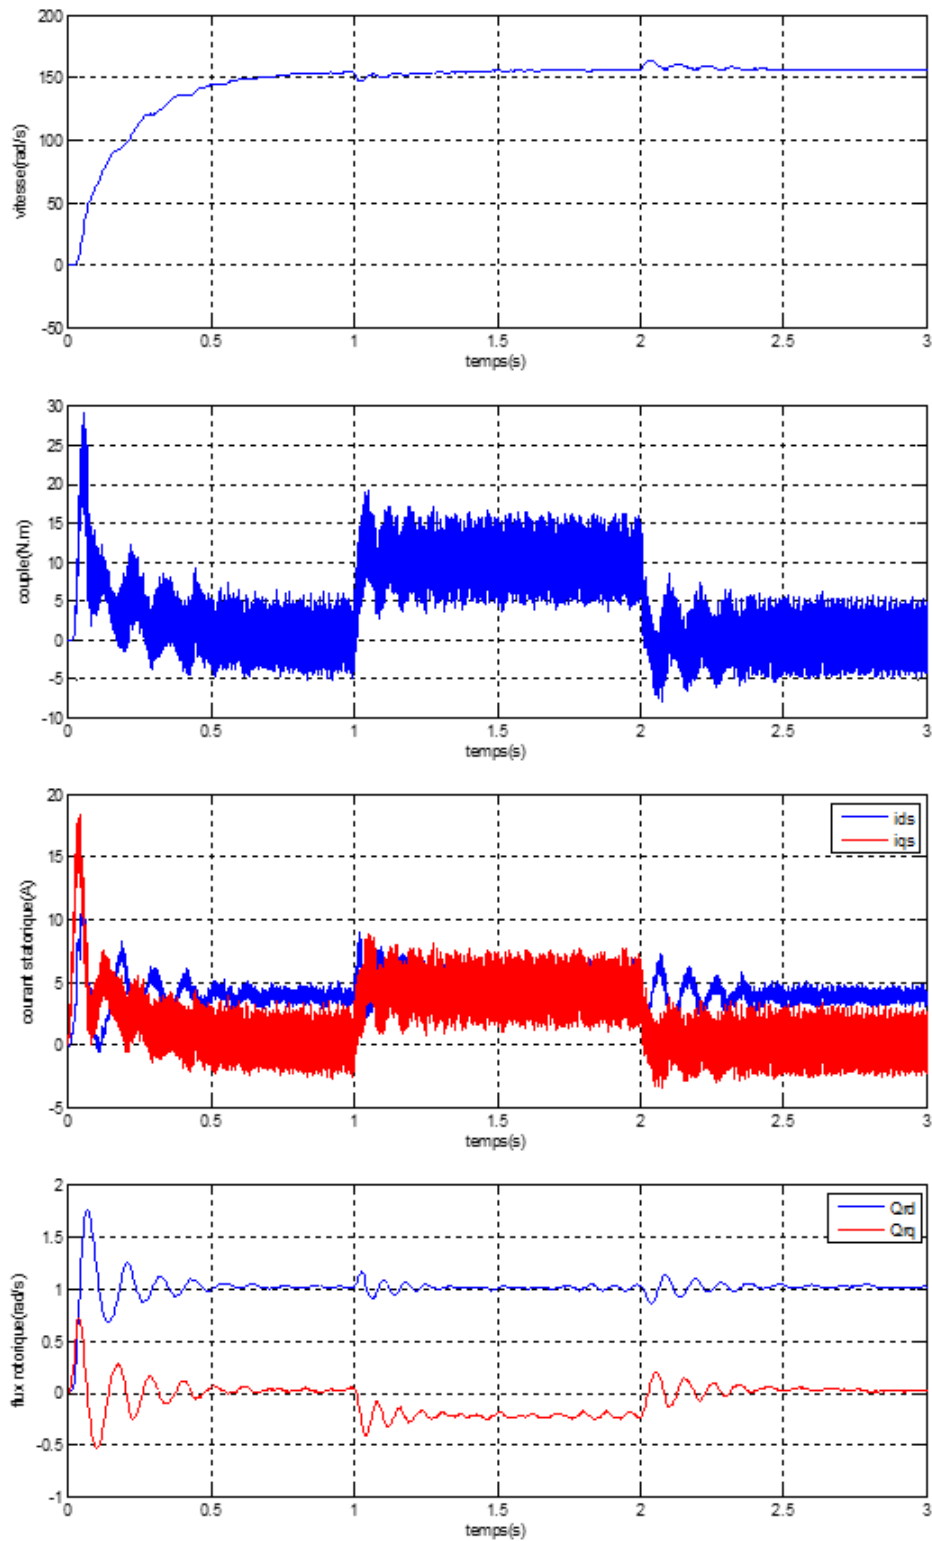 200
150
100
50
0
-50
vitesse(rad/s)
0 0.5 1 1.5 2 2.5 3
temps(s)
30
25
20
15
10
5
0
-5
-10
couple(N.m)
0 0.5 1 1.5 2 2.5 3
temps(s)
20
15
10
5
0
-5
courant statorique(A)
ids
iqs
0 0.5 1 1.5 2 2.5 3
temps(s)
2
1.5
1
0.5
0
-0.5
-1
flux rotorique(rad/s)
Qrd
Qrq
0 0.5 1 1.5 2 2.5 3
temps(s)